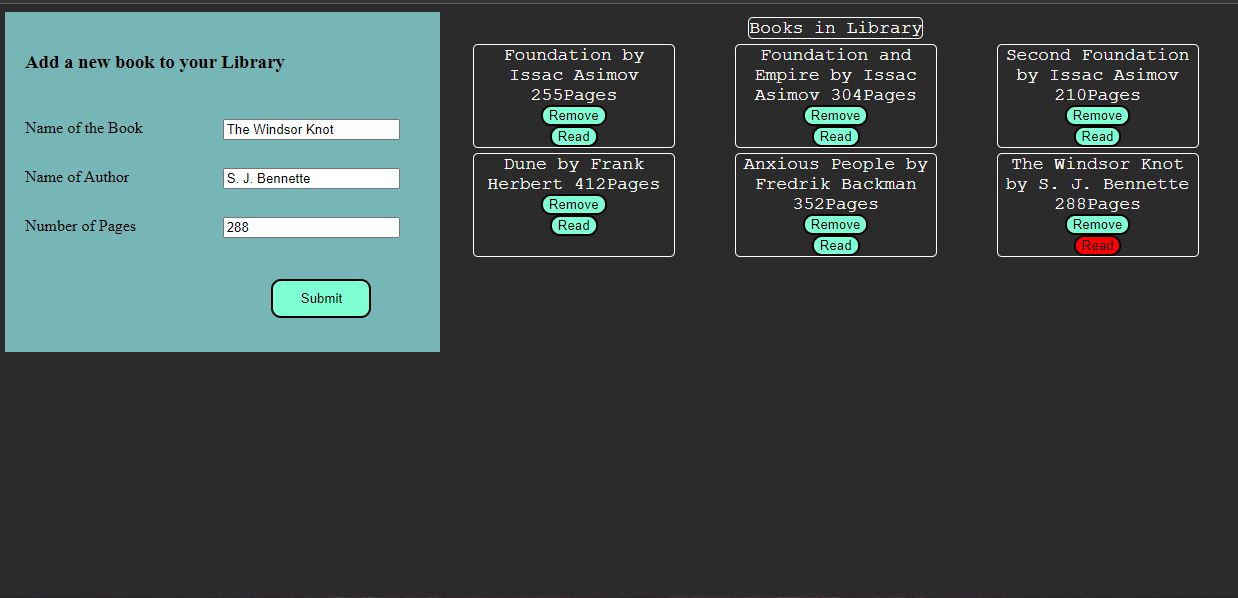 Add a new book to your Library
Name of the Book
The Windsor Knot
Name of Author
S. J. Bennette
Number of Pages
288
Submit
Books in Library
Foundation by
Issac Asimov
255Pages
Remove
Read
Foundation and
Empire by Issac
Asimov 304Pages
Remove
Read
Second Foundation
by Issac Asimov
210Pages
Remove
Read
Dune by Frank
Herbert 412Pages
Remove
Read
Anxious People by
Fredrik Backman
352Pages
Remove
Read
The Windsor Knot
by S. J. Bennette
288Pages
Remove
Read